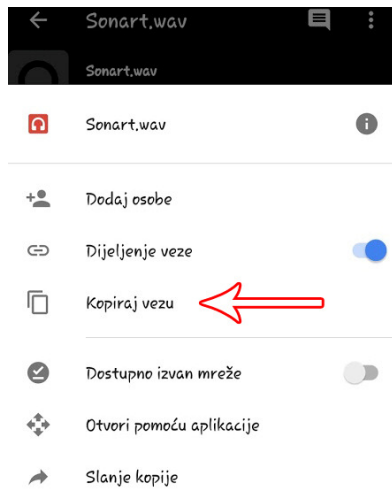 Sonart.wav
Sonart.wav
Sonart.wav
Dodaj osobe
Dijeljenje veze
Kopiraj vezu
Dostupno izvan mreže
Otvori pomoću aplikacije
Slanje kopije